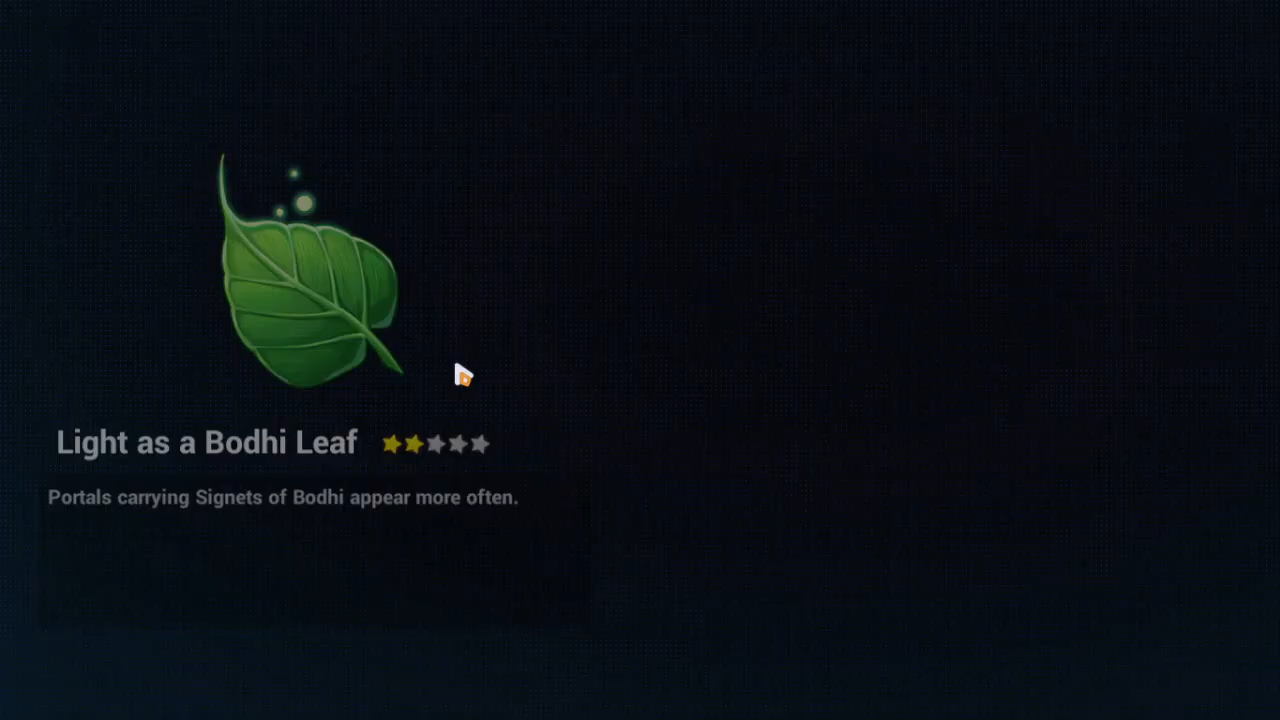 Light as a Bodhi Leaf
Portals carrying Signets of Bodhi appear more often.